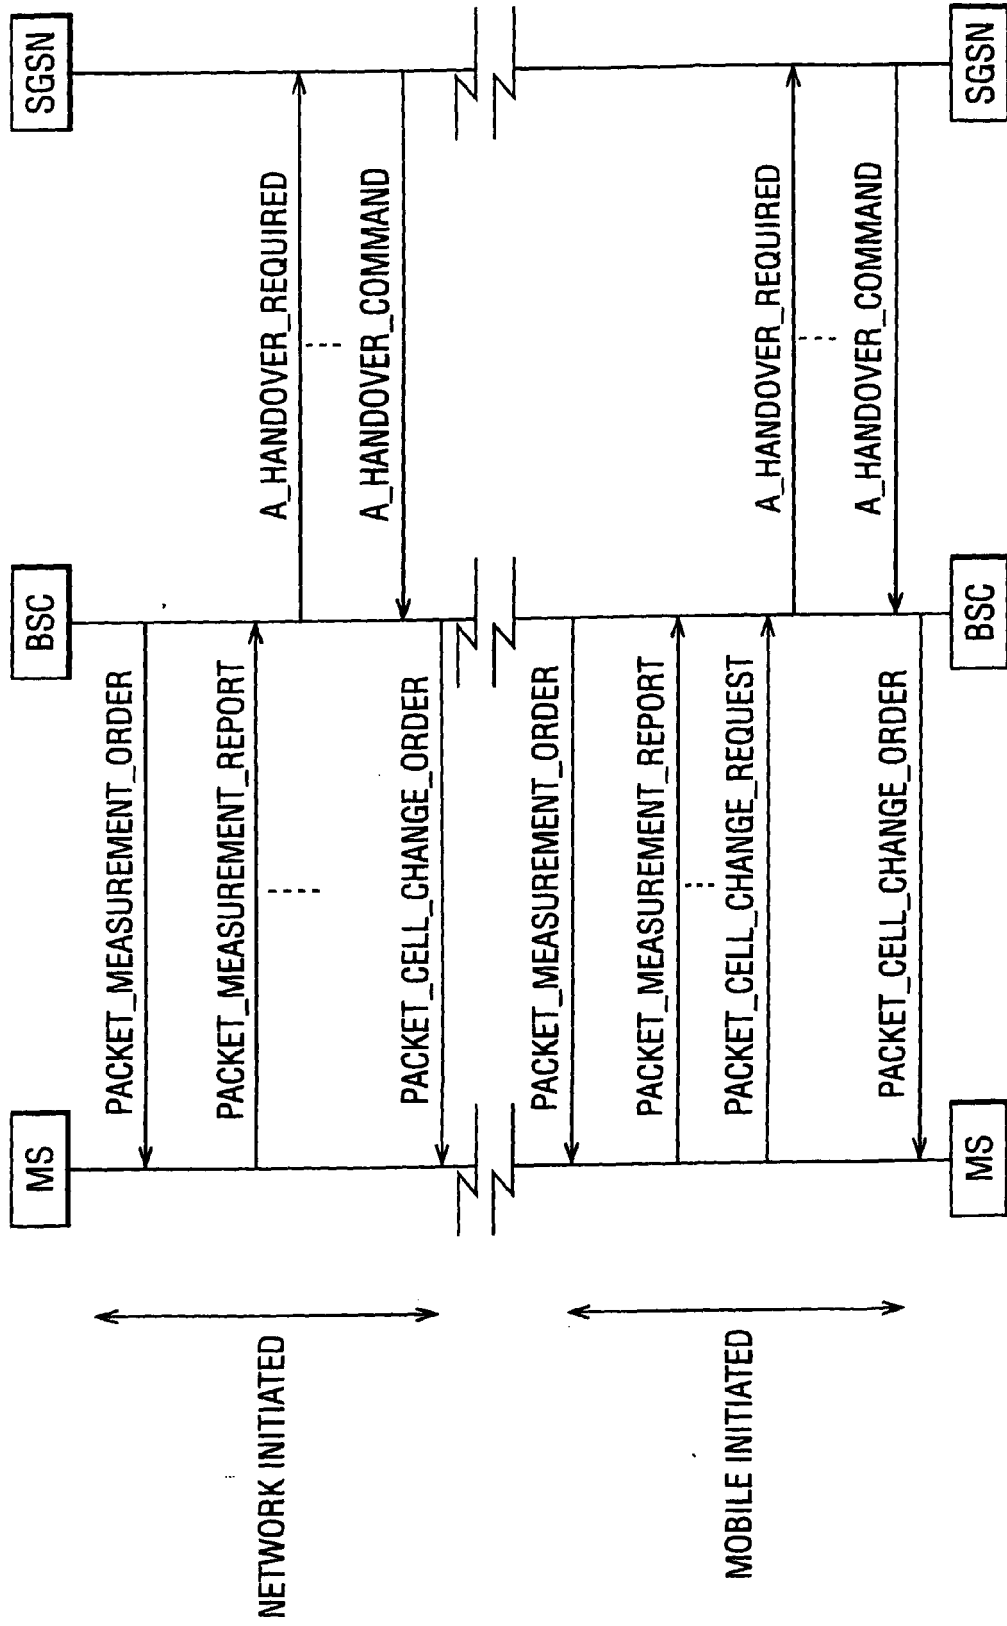 MS
BSC
SGSN
NETWORK INITIATED
PACKET_MEASUREMENT_ORDER
PACKET_MEASUREMENT_REPORT
A_HANDOVER_REQUIRED
A_HANDOVER_COMMAND
PACKET_CELL_CHANGE_ORDER
MOBILE INITIATED
PACKET_MEASUREMENT_ORDER
PACKET_MEASUREMENT_REPORT
PACKET_CELL_CHANGE_REQUEST
A_HANDOVER_REQUIRED
A_HANDOVER_COMMAND
PACKET_CELL_CHANGE_ORDER
MS
BSC
SGSN